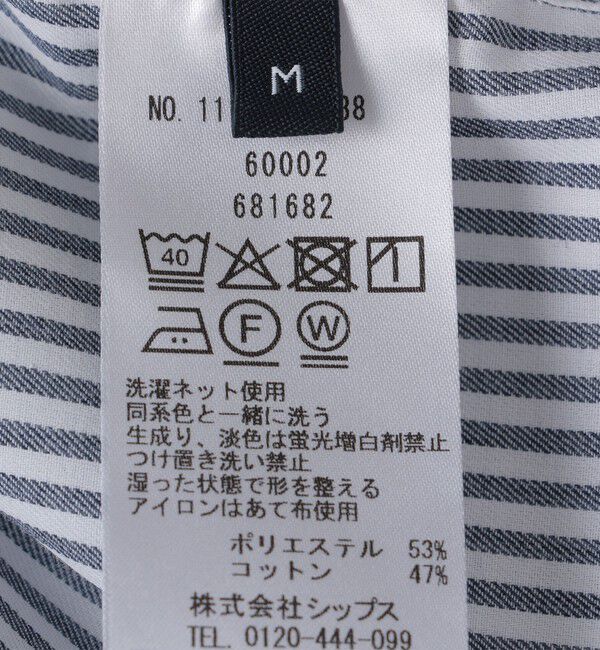 M
NO. 11 38
60002
681682
40
F W
洗濯ネット使用
同系色と一緒に洗う
生成り、淡色は蛍光増白剤禁止
つけ置き洗い禁止
湿った状態で形を整える
アイロンはあて布使用
ポリエステル 53%
コットン 47%
株式会社シップス
TEL. 0120-444-099